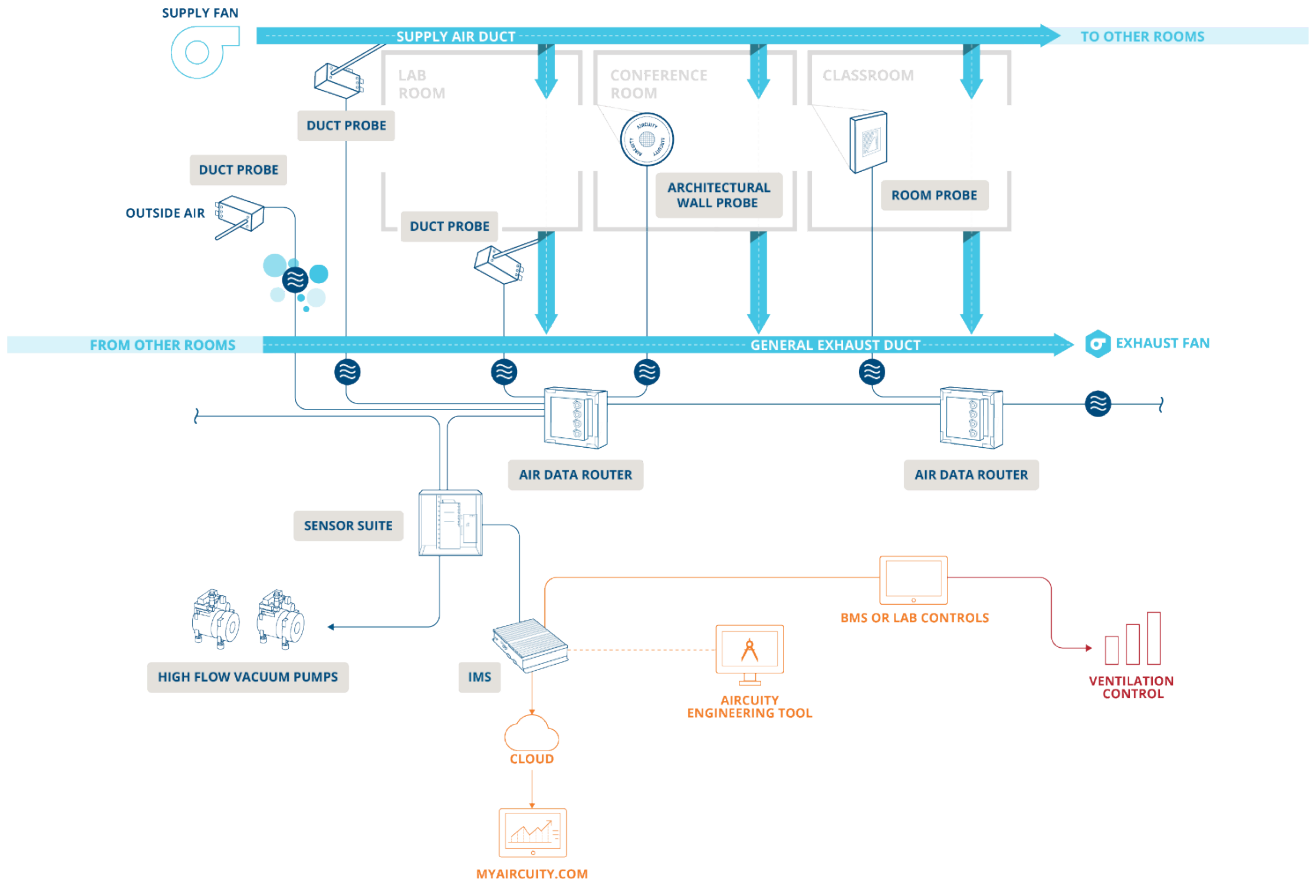 SUPPLY FAN
SUPPLY AIR DUCT
TO OTHER ROOMS
LAB
ROOM
CONFERENCE
ROOM
CLASSROOM
DUCT PROBE
AIRCUITY
AIRCUITY
AIRCUITY
DUCT PROBE
ARCHITECTURAL
WALL PROBE
ROOM PROBE
OUTSIDE AIR
DUCT PROBE
FROM OTHER ROOMS
GENERAL EXHAUST DUCT
EXHAUST FAN
AIR DATA ROUTER
AIR DATA ROUTER
SENSOR SUITE
BMS OR LAB CONTROLS
HIGH FLOW VACUUM PUMPS
IMS
AIRCUITY
ENGINEERING TOOL
VENTILATION
CONTROL
CLOUD
MYAIRCUITY.COM